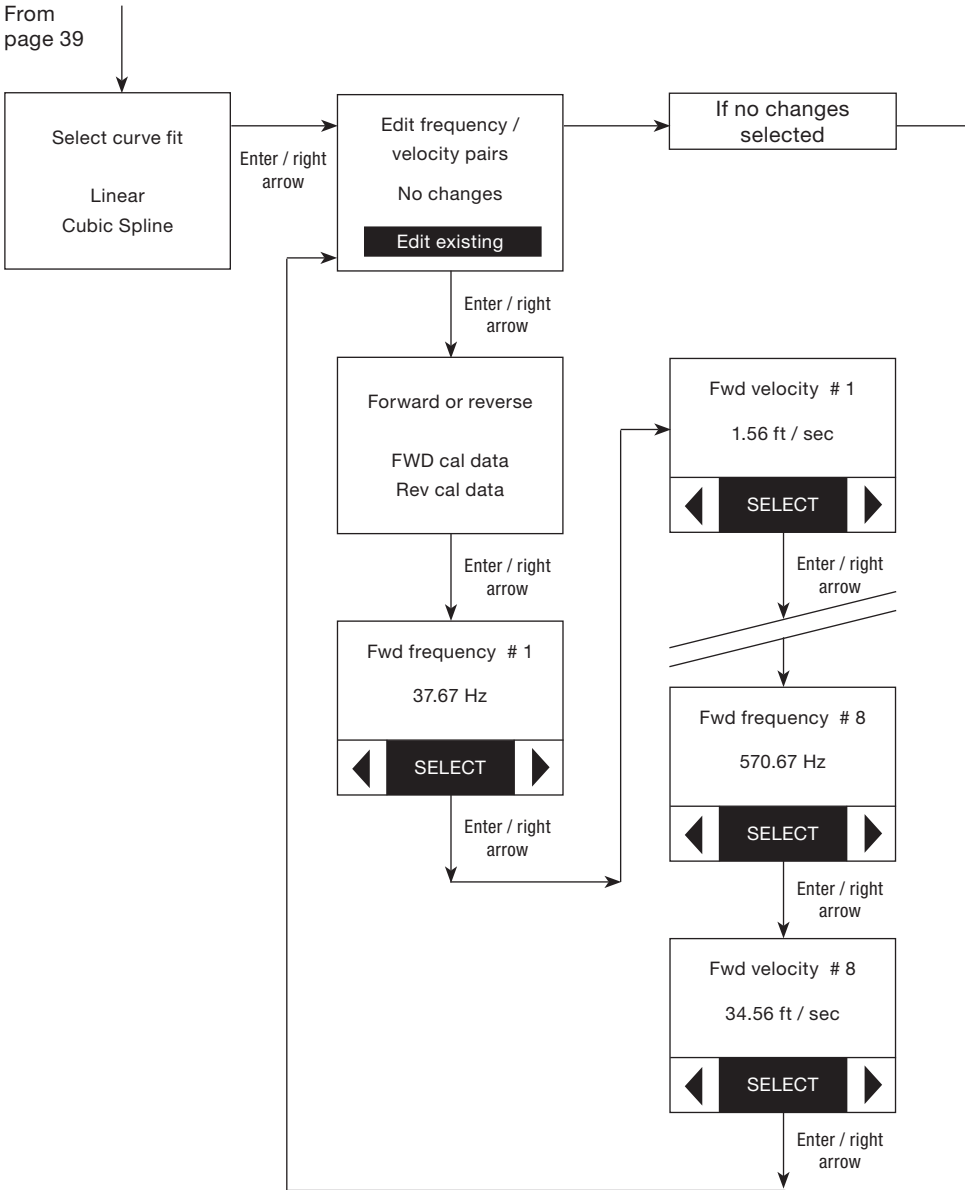 From
page 39
Select curve fit
Linear
Cubic Spline
Enter / right
arrow
Edit frequency /
velocity pairs
No changes
Edit existing
If no changes
selected
Enter / right
arrow
Forward or reverse
FWD cal data
Rev cal data
Enter / right
arrow
Fwd frequency # 1
37.67 Hz
SELECT
Enter / right
arrow
Fwd velocity # 1
1.56 ft / sec
SELECT
Enter / right
arrow
Fwd frequency # 8
570.67 Hz
SELECT
Enter / right
arrow
Fwd velocity # 8
34.56 ft / sec
SELECT
Enter / right
arrow